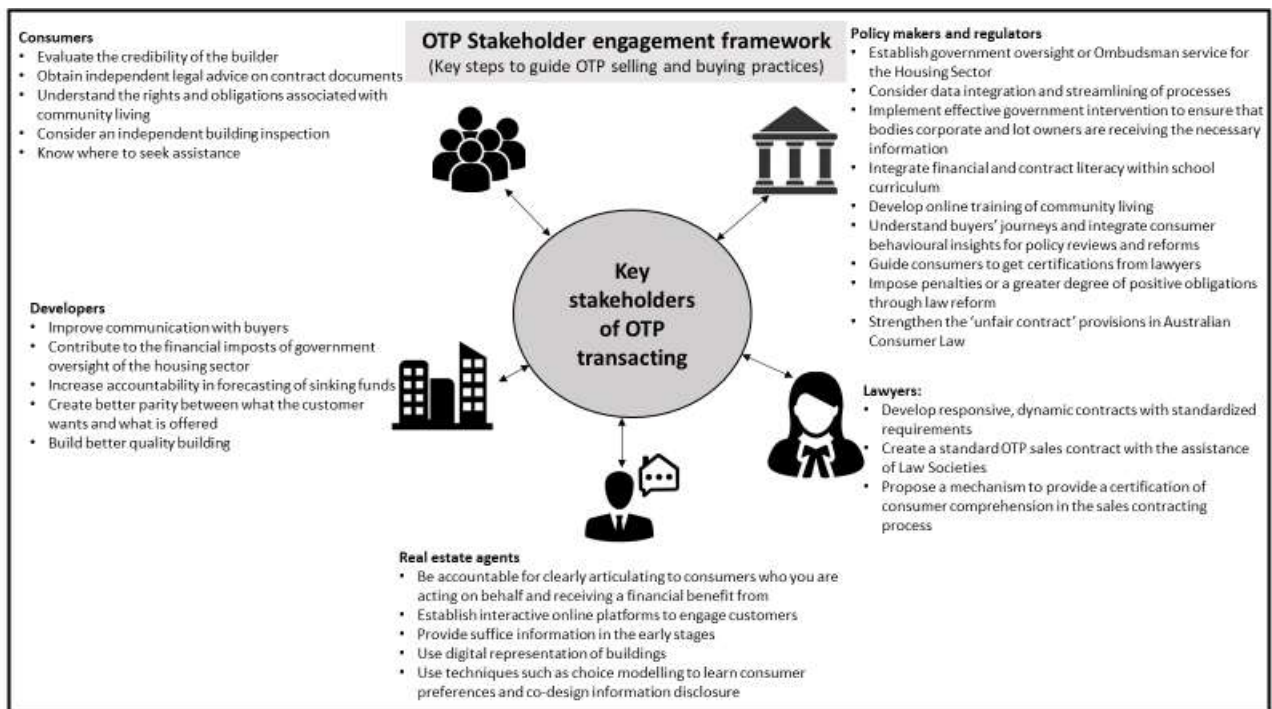 OTP Stakeholder engagement framework
(Key steps to guide OTP selling and buying practices)
Consumers
• Evaluate the credibility of the builder
• Obtain independent legal advice on contract documents
• Understand the rights and obligations associated with
community living
• Consider an independent building inspection
• Know where to seek assistance
Policy makers and regulators
• Establish government oversight or Ombudsman service for
the Housing Sector
• Consider data integration and streamlining of processes
• Implement effective government intervention to ensure that
bodies corporate and lot owners are receiving the necessary
information
• Integrate financial and contract literacy within school
curriculum
• Develop online training of community living
• Understand buyers' journeys and integrate consumer
behavioural insights for policy reviews and reforms
• Guide consumers to get certifications from lawyers
• Impose penalties or a greater degree of positive obligations
through law reform
• Strengthen the 'unfair contract' provisions in Australian
Consumer Law
Key
stakeholders
of OTP
transacting
Developers
• Improve communication with buyers
• Contribute to the financial imposts of government
oversight of the housing sector
• Increase accountability in forecasting of sinking funds
• Create better parity between what the customer
wants and what is offered
• Build better quality building
Lawyers:
• Develop responsive, dynamic contracts with standardized
requirements
• Create a standard OTP sales contract with the assistance
of Law Societies
• Propose a mechanism to provide a certification of
consumer comprehension in the sales contracting
process
Real estate agents
• Be accountable for clearly articulating to consumers who you are
acting on behalf and receiving a financial benefit from
• Establish interactive online platforms to engage customers
• Provide suffice information in the early stages
• Use digital representation of buildings
• Use techniques such as choice modelling to learn consumer
preferences and co-design information disclosure